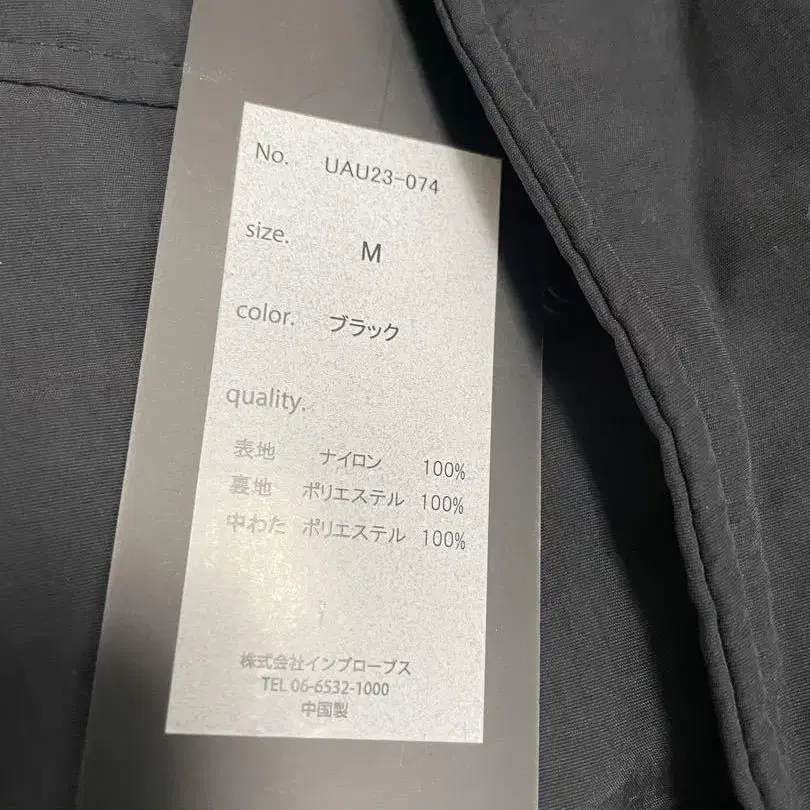 No. UAU23-074
size. M
color. ブラック
quality.
表地 ナイロン 100%
裏地 ポリエステル 100%
中わた ポリエステル 100%
株式会社インプローブス
TEL 06-6532-1000
中国製